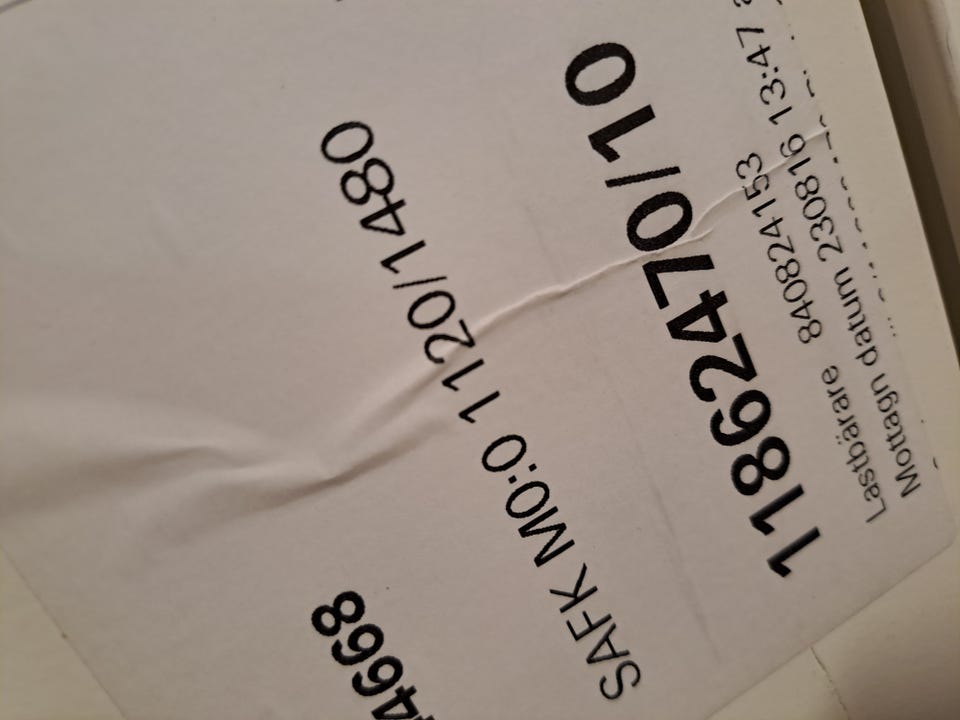 4668
SAFK M0:0 1120/1480
11862470/10
Lastbärare 840824153
Mottagn datum 230816 13:47